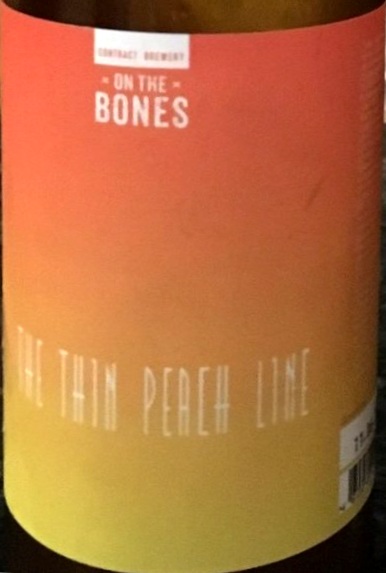 CONTRACT BREWERY
- ON THE -
BONES
THE THIN PEACH LINE